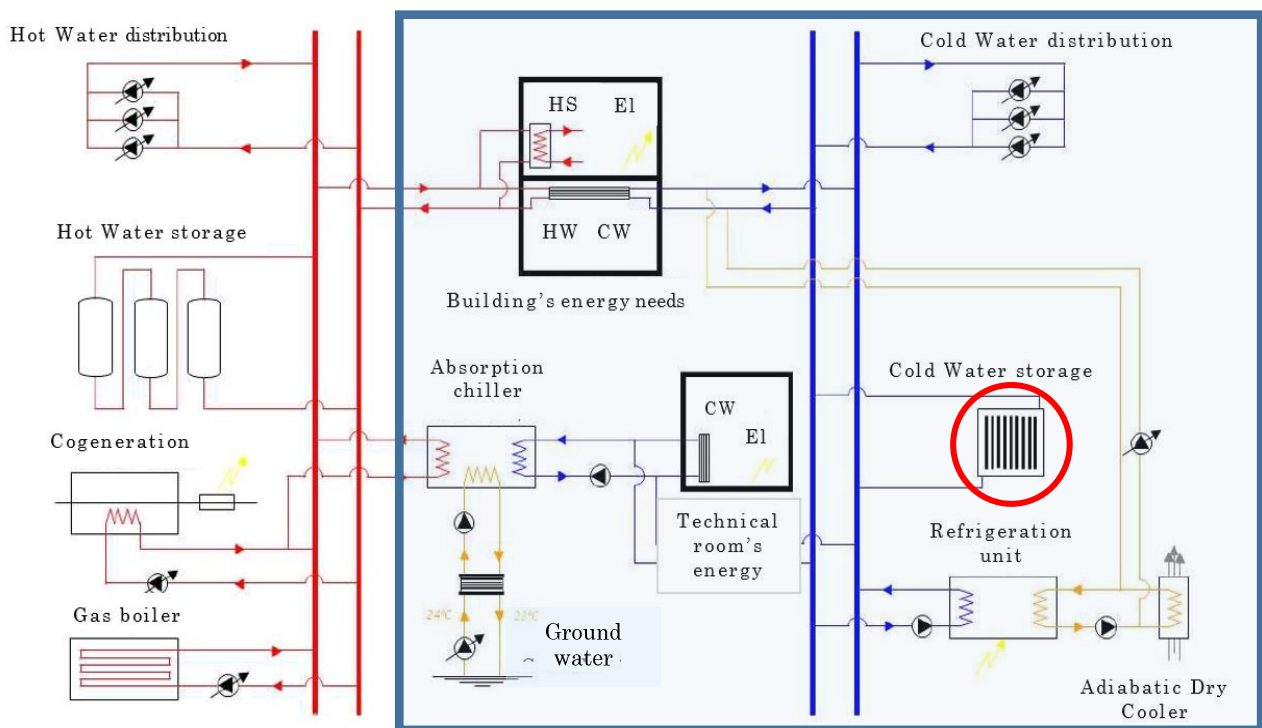 Hot Water distribution
Cold Water distribution
HS El
HW CW
Hot Water storage
Building's energy needs
Absorption
chiller
Cold Water storage
CW
El
Cogeneration
Technical
room's
energy
Refrigeration
unit
Gas boiler
24°C
Ground
water
Adiabatic Dry
Cooler